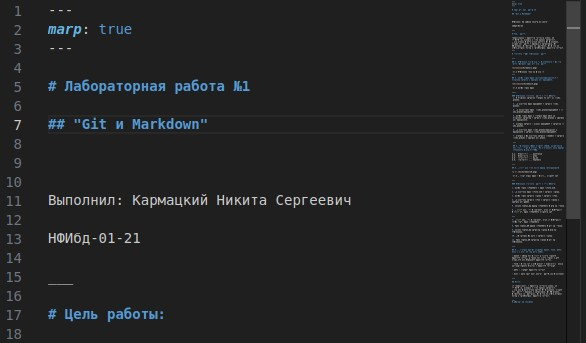 1 ---
2 marp: true
3 ---
4
5 # Лабораторная работа №1
6
7 ## "Git и Markdown"
8
9
10
11 Выполнил: Кармацкий Никита Сергеевич
12
13 НФИбд-01-21
14
15 ___
16
17 # Цель работы:
18